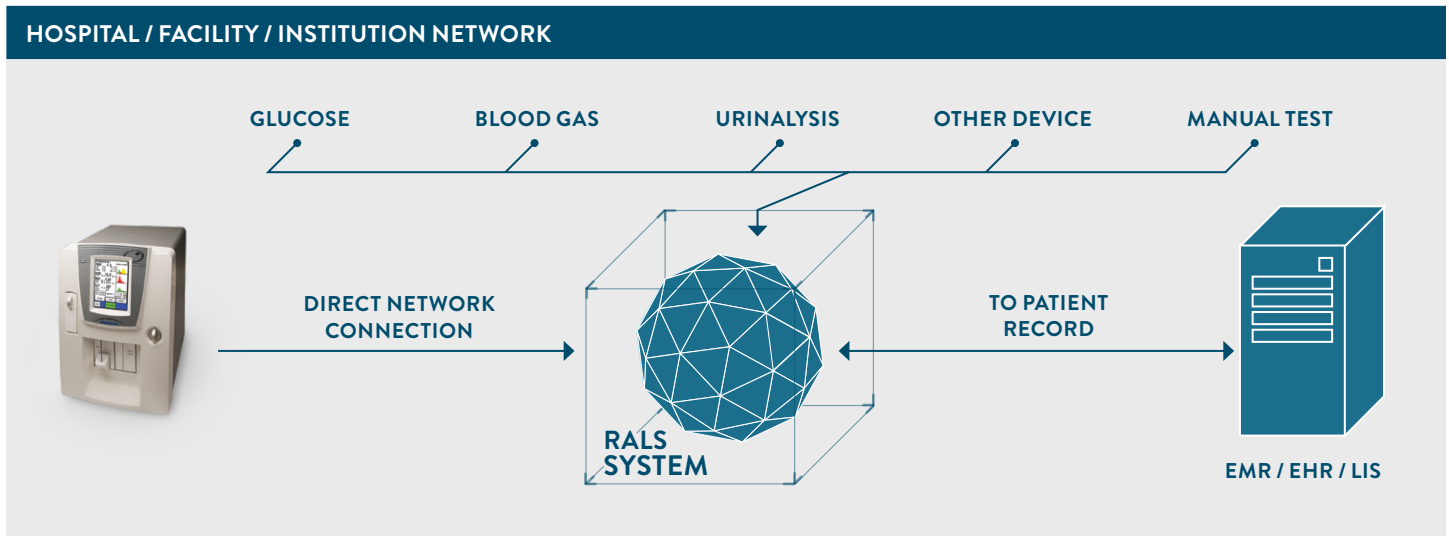 HOSPITAL / FACILITY / INSTITUTION NETWORK
GLUCOSE
BLOOD GAS
URINALYSIS
OTHER DEVICE
MANUAL TEST
DIRECT NETWORK
CONNECTION
TO PATIENT
RECORD
RALS
SYSTEM
EMR / EHR / LIS